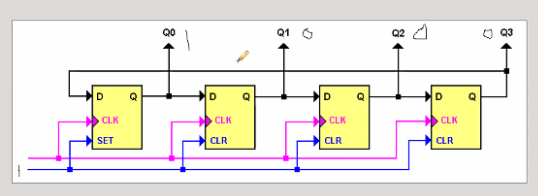 Q0 Q1 Q2 Q3
D Q D Q D Q D Q
CLK CLK CLK CLK
SET CLR CLR CLR